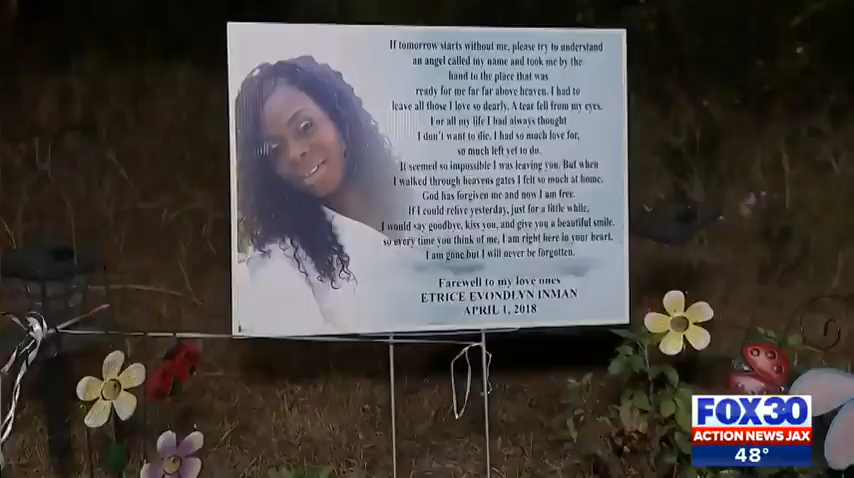 If tomorrow starts without me, please try to understand
an angel called my name and took me by the
hand to the place that was
ready for me far far above heaven. I had to
leave all those I love so dearly. A tear fell from my eyes.
For all my life I had always thought
I don't want to die. I had so much love for,
so much left yet to do.
It seemed so impossible I was leaving you. But when
I walked through heavens gates I felt so much at home.
God has forgiven me and now I am free.
If I could relive yesterday, just for a little while,
I would say goodbye, kiss you, and give you a beautiful smile.
so every time you think of me, I am right here in your heart.
I am gone but I will never be forgotten.
Farewell to my love ones
ETRICE EVONDLYN INMAN
APRIL 1, 2018
FOX30
ACTION NEWS JAX
48°